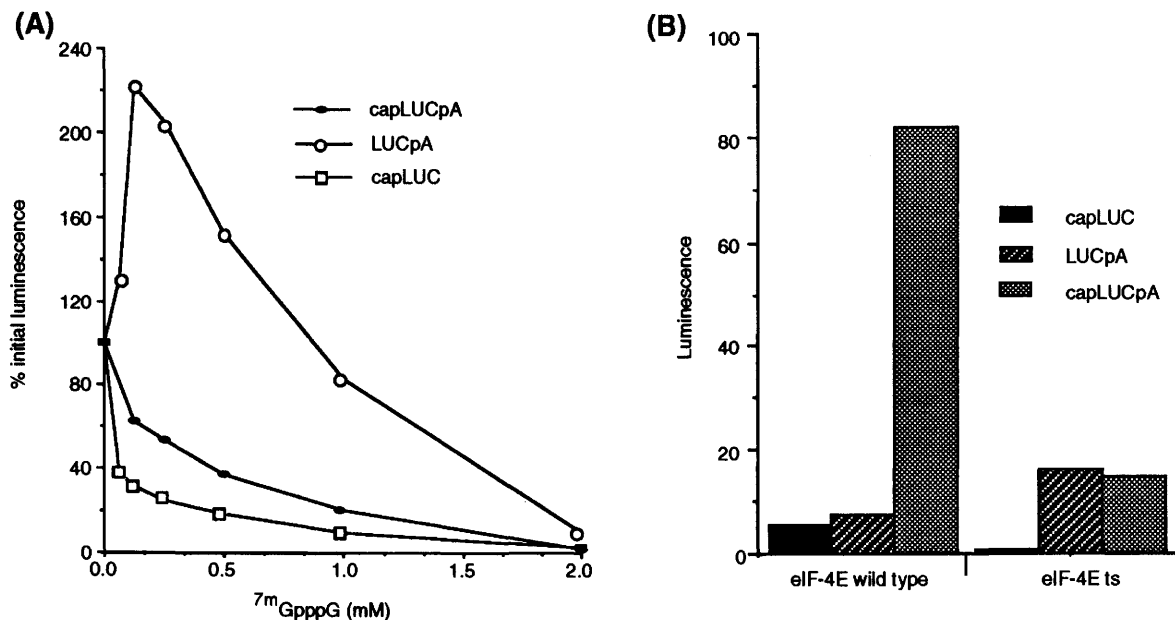 (A)
240
200
160
120
80
40
0
% initial luminescence
capLUCpA
LUCpA
capLUC
0.0
0.5
1.0
1.5
2.0
7mGpppG (mM)
(B)
100
80
60
40
20
0
Luminescence
capLUC
LUCpA
capLUCpA
eIF-4E wild type
eIF-4E ts